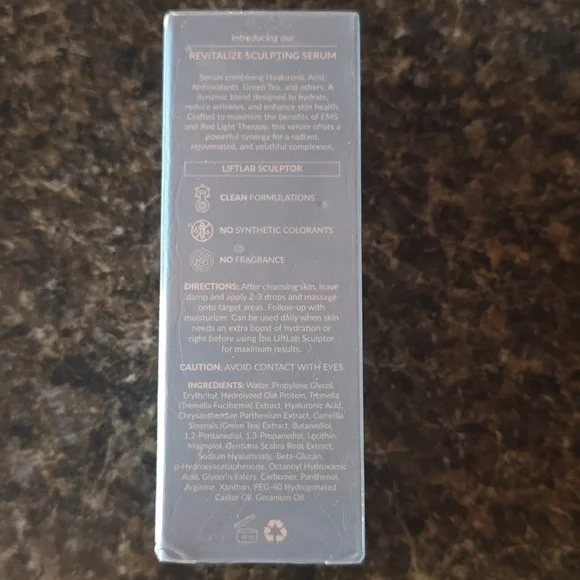 Introducing our
REVITALIZE SCULPTING SERUM
Serum combining Hyaluronic Acid,
Antioxidants, Green Tea, and others. A
dynamic blend designed to hydrate,
reduce wrinkles, and enhance skin health.
Crafted to maximize the benefits of EMS
and Red Light Therapy, this serum offers a
powerful synergy for a radiant,
rejuvenated, and youthful complexion.
LIFTLAB SCULPTOR
CLEAN FORMULATIONS
NO SYNTHETIC COLORANTS
NO FRAGRANCE
DIRECTIONS: After cleansing skin, leave
damp and apply 2-3 drops and massage
onto target areas. Follow-up with
moisturizer. Can be used daily when skin
needs an extra boost of hydration or
right before using the LiftLab Sculptor
for maximum results.
CAUTION: AVOID CONTACT WITH EYES.
INGREDIENTS: Water, Propylene Glycol,
Erythritol, Hydrolyzed Oat Protein, Tremella
(Tremella Fuciformis) Extract, Hyaluronic Acid,
Chrysanthemum Parthenium Extract, Camellia
Sinensis(Green Tea) Extract, Butanediol,
1,2-Pentanediol, 1,3-Propanediol, Lecithin,
Magnolol, Gentiana Scabra Root Extract,
Sodium Hyaluronate, Beta-Glucan,
p-Hydroxyacetophenone, Octanoyl Hydroxamic
Acid, Glycerin Esters, Carbomer, Panthenol,
Arginine, Xanthan, PEG-40 Hydrogenated
Castor Oil, Geranium Oil.